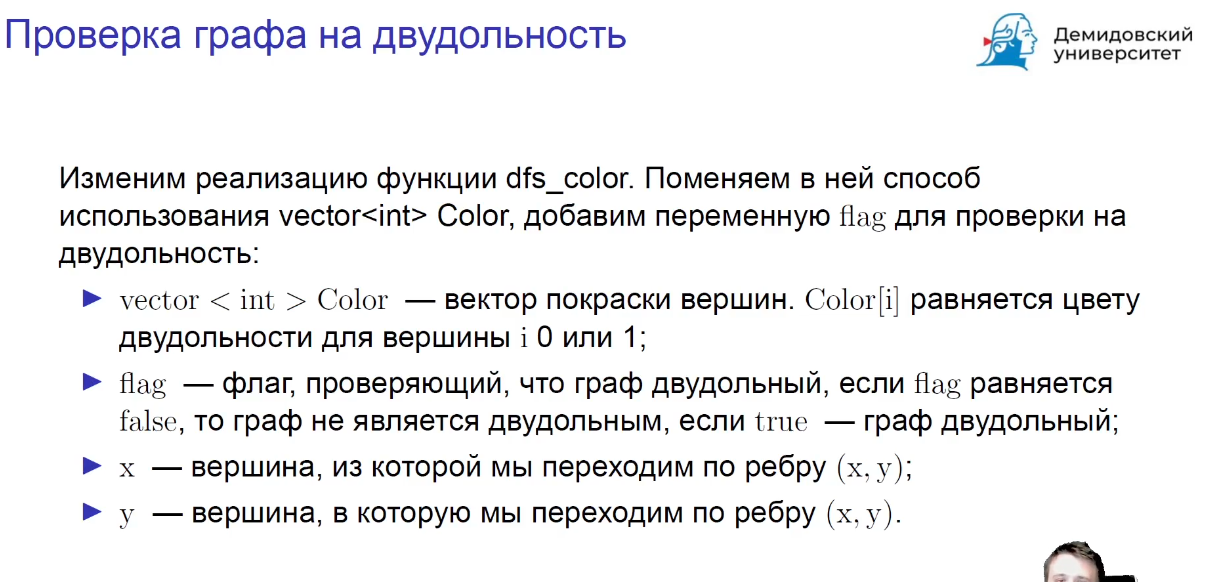 Проверка графа на двудольность
Демидовский
университет
Изменим реализацию функции dfs_color. Поменяем в ней способ
использования vector<int> Color, добавим переменную flag для проверки на
двудольность:
► vector < int > Color — вектор покраски вершин. Color[i] равняется цвету
двудольности для вершины i 0 или 1;
► flag — флаг, проверяющий, что граф двудольный, если flag равняется
false, то граф не является двудольным, если true — граф двудольный;
► x — вершина, из которой мы переходим по ребру (x, y);
► y — вершина, в которую мы переходим по ребру (x, y).